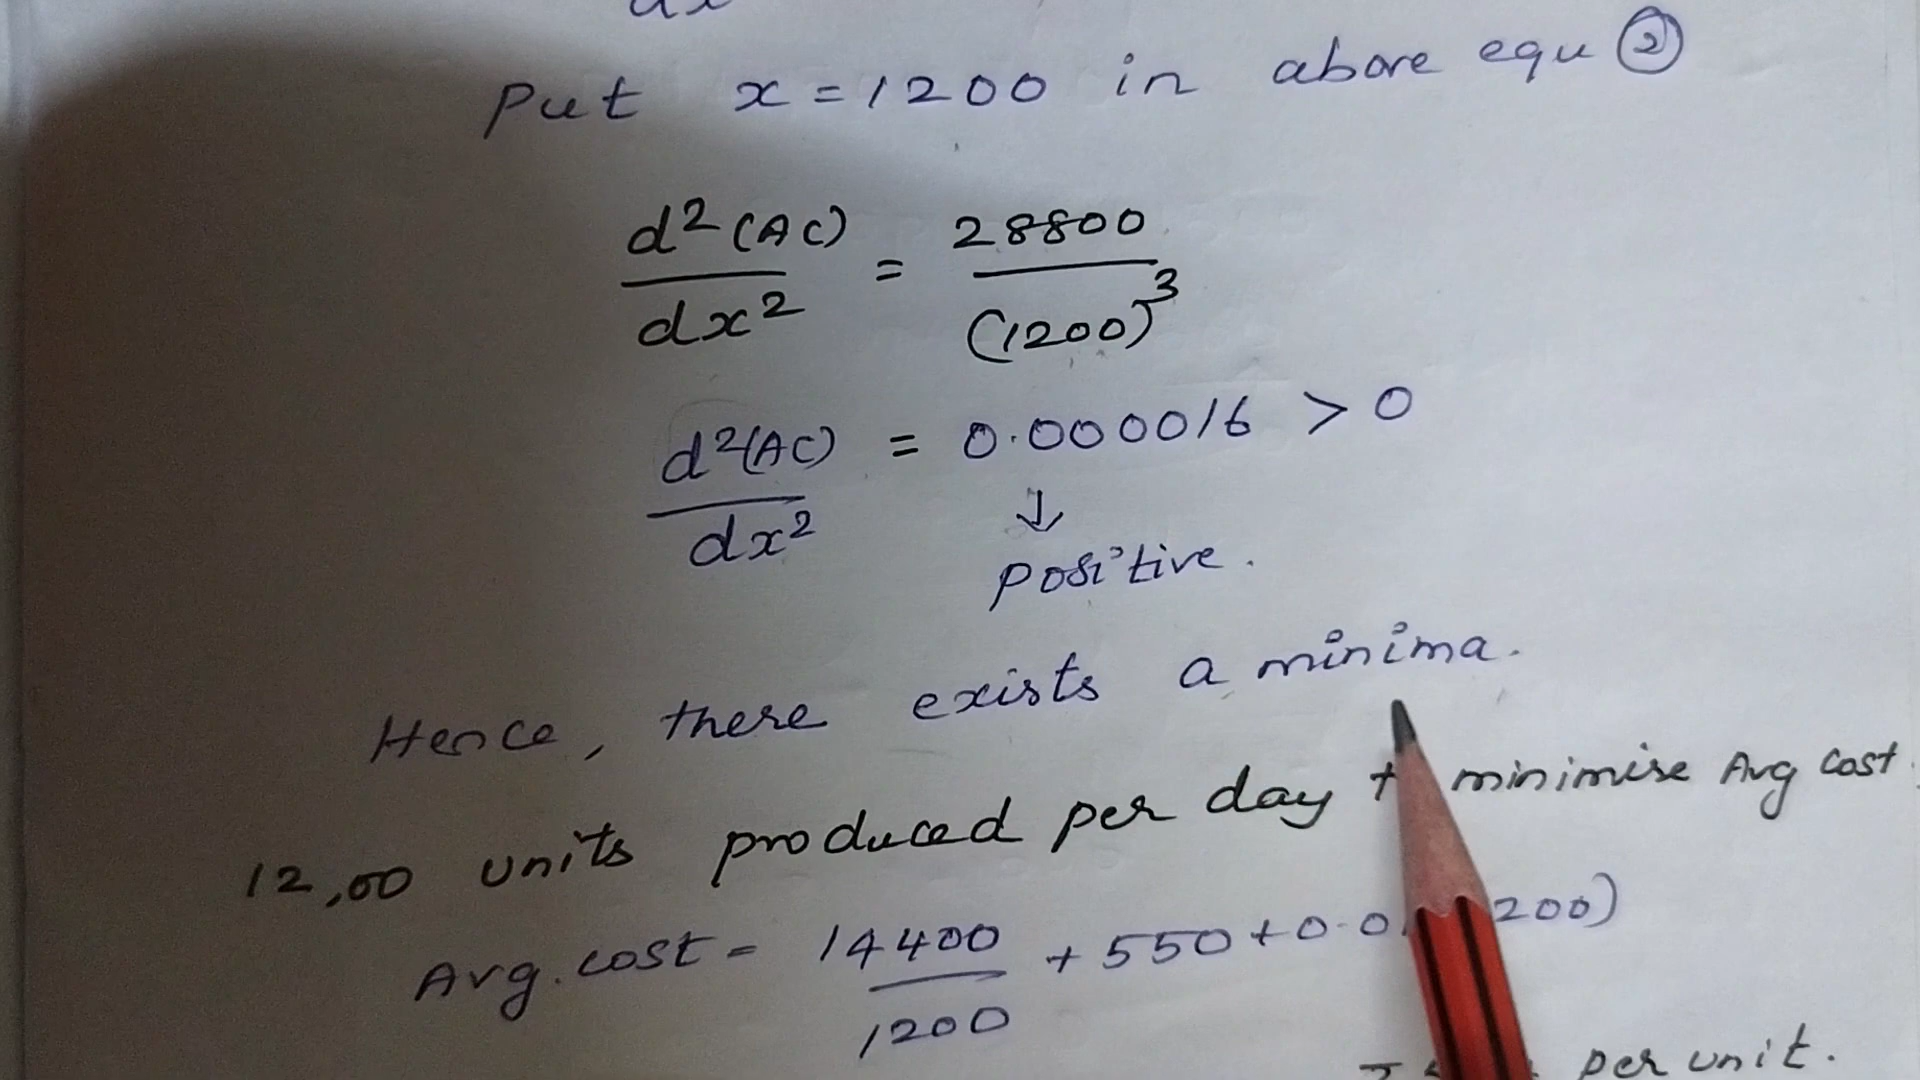 dx
Put x = 1200 in above equ ②
d²(AC)/dx² = 28800/(1200)³
d²(AC)/dx² = 0.000016 > 0
↓
positive.
Hence, there exists a minima.
12,00 units produced per day minimise Avg cost.
Avg. cost = 14400/1200 + 550 + 0.0 200)
per unit.